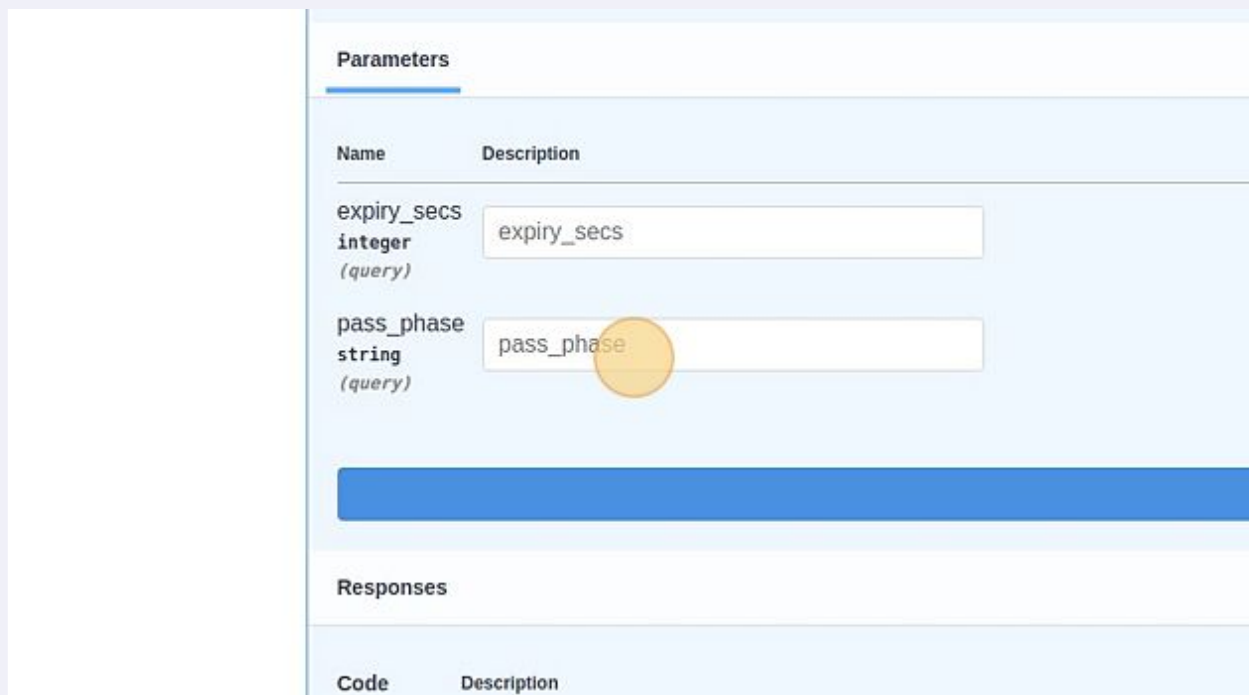 Parameters
Name Description
expiry_secs
integer
(query)
expiry_secs
pass_phase
string
(query)
pass_phase
Responses
Code Description